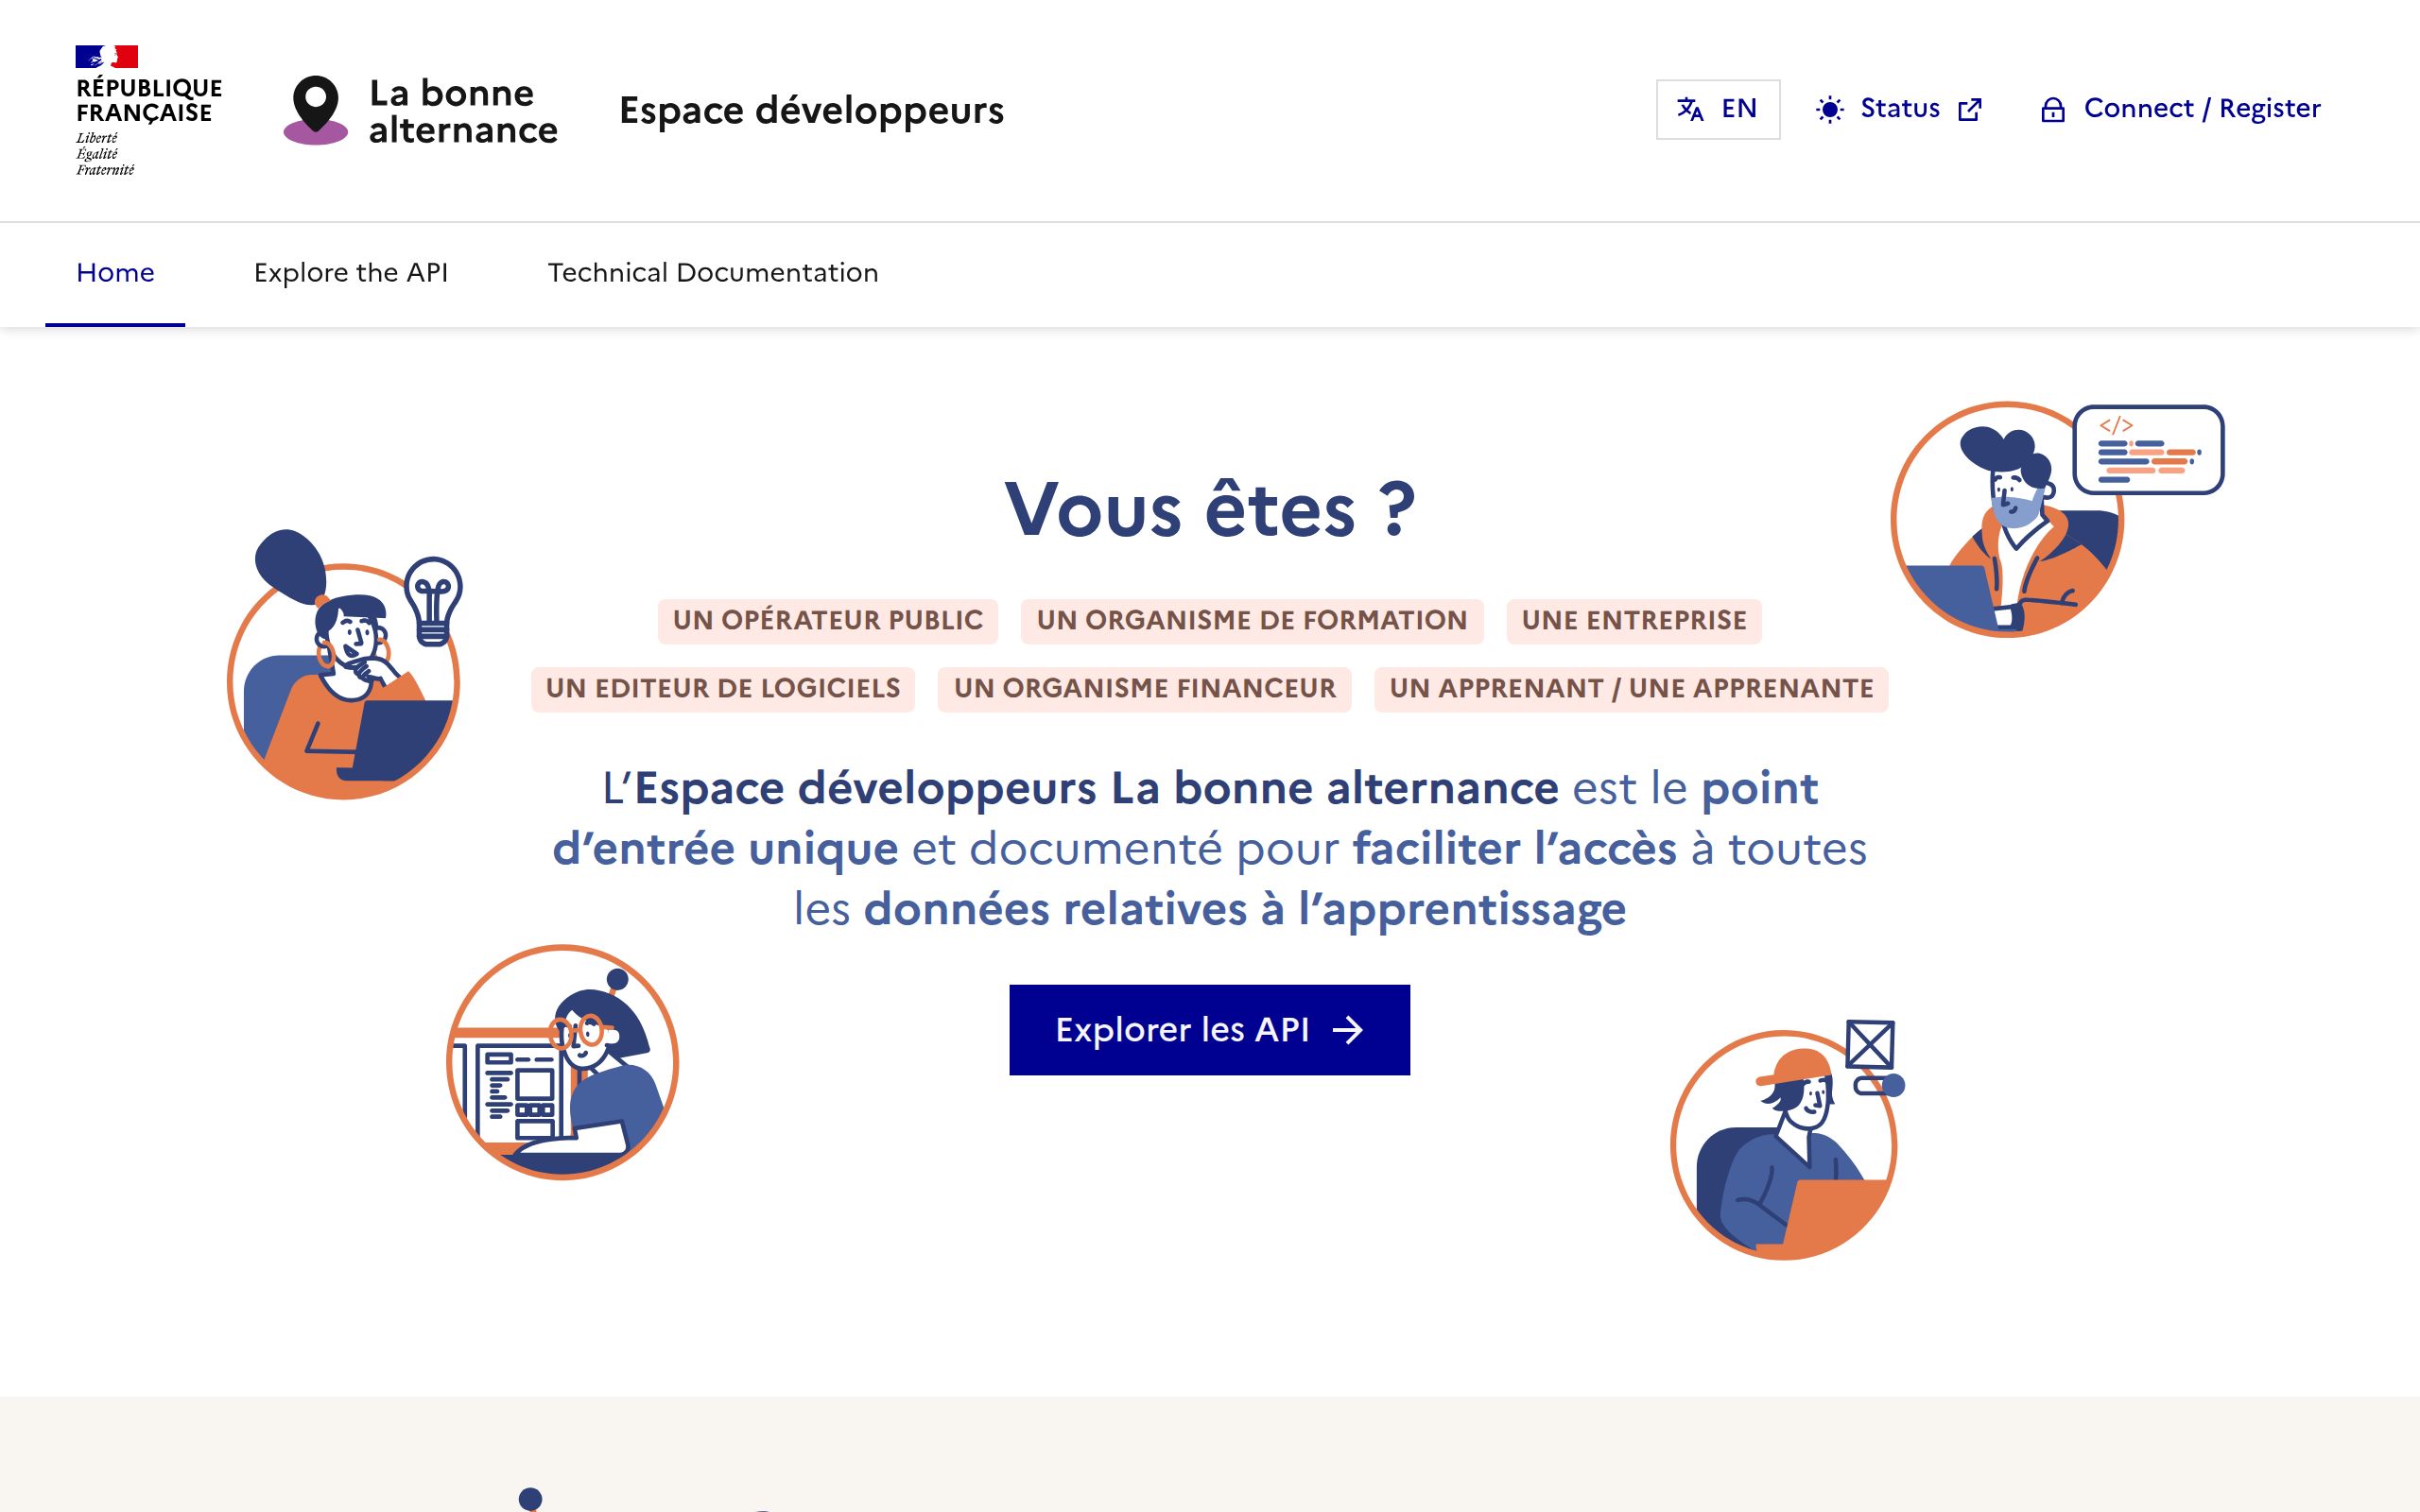 RÉPUBLIQUE
FRANÇAISE
Liberté
Égalité
Fraternité
La bonne
alternance
Espace développeurs
EN
Status
Connect / Register
Home
Explore the API
Technical Documentation
Vous êtes ?
UN OPÉRATEUR PUBLIC
UN ORGANISME DE FORMATION
UNE ENTREPRISE
UN EDITEUR DE LOGICIELS
UN ORGANISME FINANCEUR
UN APPRENANT / UNE APPRENANTE
</>
L’Espace développeurs La bonne alternance est le point
d’entrée unique et documenté pour faciliter l’accès à toutes
les données relatives à l’apprentissage
Explorer les API